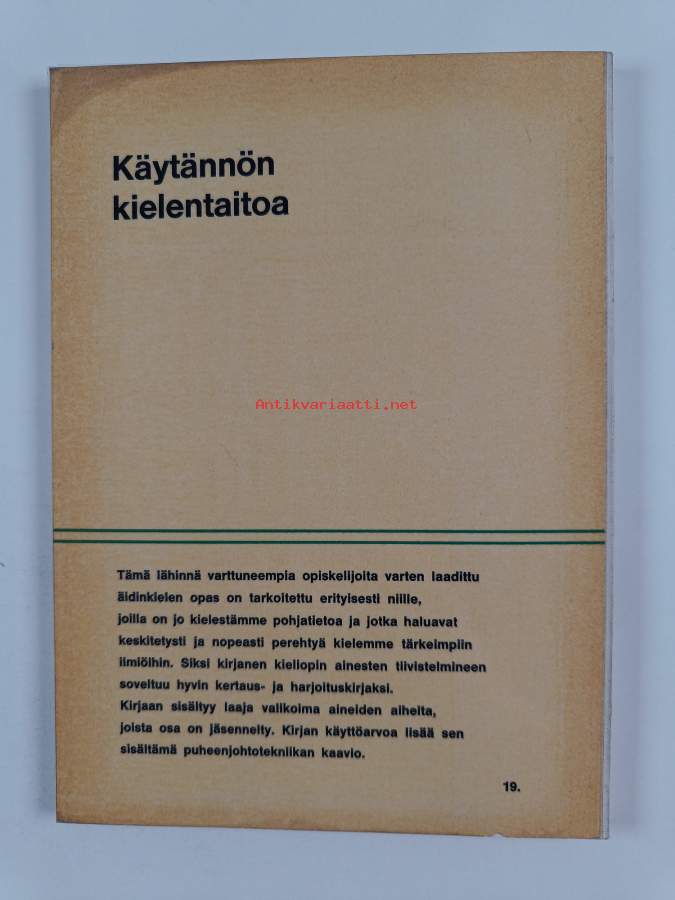 Käytännön
kielentaitoa
Antikvariaatti.net
Tämä lähinnä varttuneempia opiskelijoita varten laadittu
äidinkielen opas on tarkoitettu erityisesti niille,
joilla on jo kielestämme pohjatietoa ja jotka haluavat
keskitetysti ja nopeasti perehtyä kielemme tärkeimpiin
ilmiöihin. Siksi kirjanen kieliopin ainesten tiivistelmineen
soveltuu hyvin kertaus- ja harjoituskirjaksi.
Kirjaan sisältyy laaja valikoima aineiden aiheita,
joista osa on jäsennelty. Kirjan käyttöarvoa lisää sen
sisältämä puheenjohtotekniikan kaavio.
19.